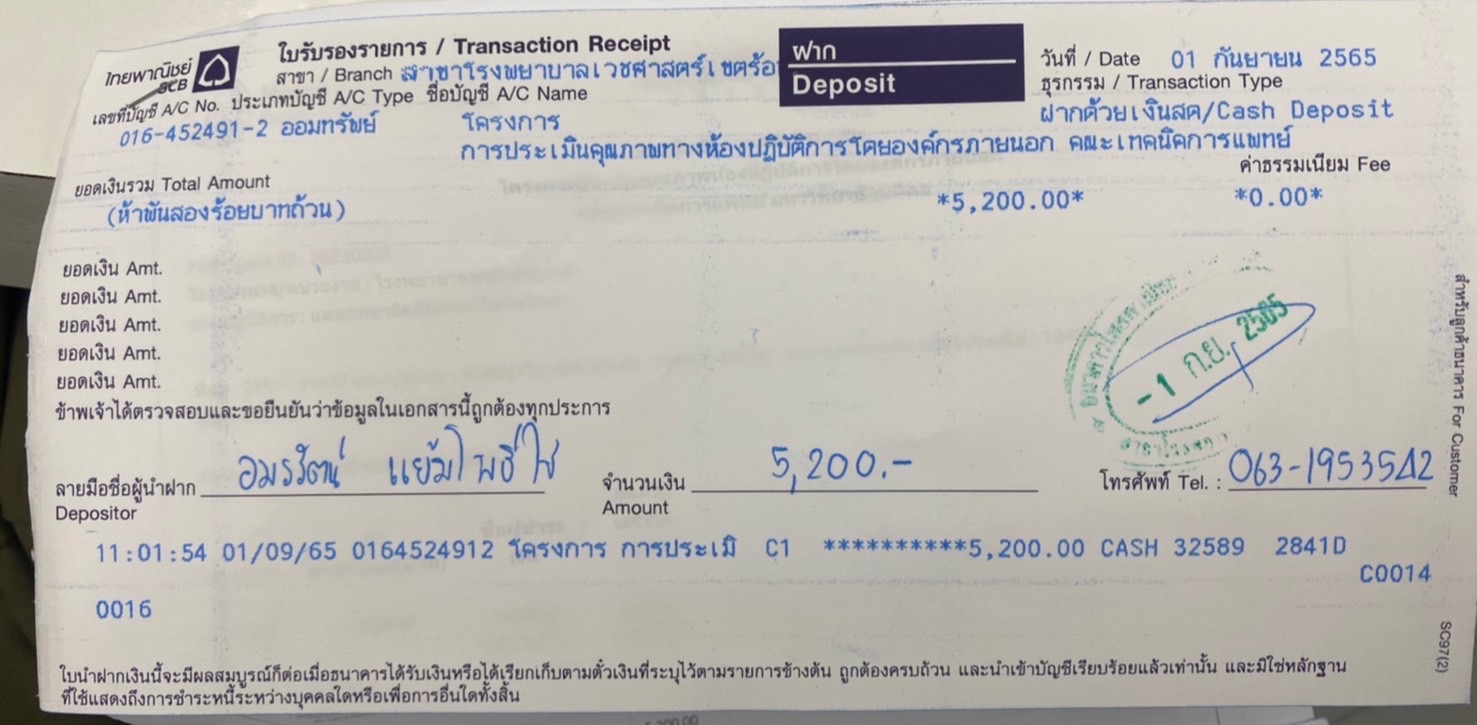 ไทยพาณิชย์
SCB
ใบรับรองรายการ / Transaction Receipt
สาขา / Branch สาขาโรงพยาบาลเวชศาสตร์เขตร้อ
ฝาก
Deposit
วันที่ / Date 01 กันยายน 2565
ธุรกรรม / Transaction Type
ฝากด้วยเงินสด/Cash Deposit
เลขที่บัญชี A/C No. ประเภทบัญชี A/C Type ชื่อบัญชี A/C Name
016-452491-2 ออมทรัพย์ โครงการ
การประเมินคุณภาพทางห้องปฏิบัติการโดยองค์กรภายนอก คณะเทคนิคการแพทย์
ยอดเงินรวม Total Amount ค่าธรรมเนียม Fee
(ห้าพันสองร้อยบาทถ้วน) *5,200.00* *0.00*
ยอดเงิน Amt.
ยอดเงิน Amt.
ยอดเงิน Amt.
ยอดเงิน Amt.
ยอดเงิน Amt.
-1 ก.ย. 2565
ข้าพเจ้าได้ตรวจสอบและขอยืนยันว่าข้อมูลในเอกสารนี้ถูกต้องทุกประการ
ลายมือชื่อผู้นำฝาก อมรรัตน์ แย้มโพธิ์ใช้ จำนวนเงิน 5,200.- โทรศัพท์ Tel. : 063-1953542
Depositor Amount
11:01:54 01/09/65 0164524912 โครงการ การประเมิ C1 **********5,200.00 CASH 32589 2841D
C0014
0016
ใบนำฝากเงินนี้จะมีผลสมบูรณ์ก็ต่อเมื่อธนาคารได้รับเงินหรือได้เรียกเก็บตามตั๋วเงินที่ระบุไว้ตามรายการข้างต้น ถูกต้องครบถ้วน และนำเข้าบัญชีเรียบร้อยแล้วเท่านั้น และมิใช่หลักฐาน
ที่ใช้แสดงถึงการชำระหนี้ระหว่างบุคคลใดหรือเพื่อการอื่นใดทั้งสิ้น
สำหรับลูกค้าธนาคาร For Customer
SC97(2)